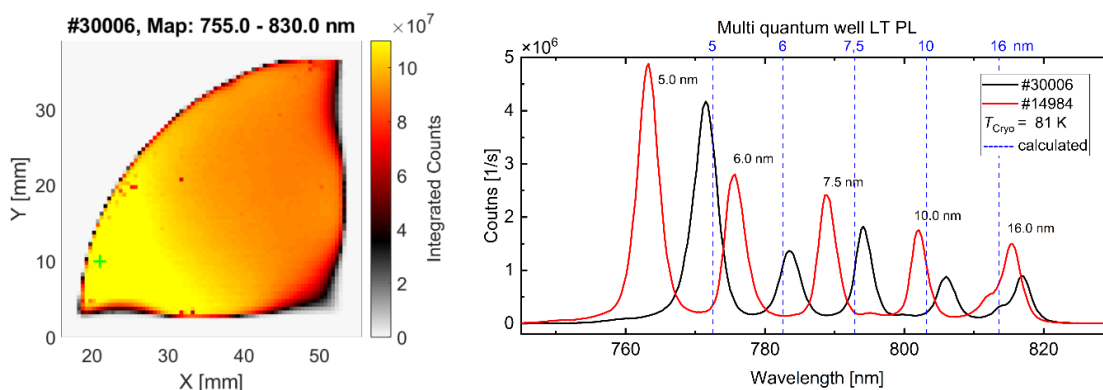 #30006, Map: 755.0 - 830.0 nm
×10⁷
30
20
10
0
Y [mm]
20
30
40
50
X [mm]
10
8
6
4
2
0
Integrated Counts
Multi quantum well LT PL
×10⁶
5
6
7,5
10
16 nm
5
4
3
2
1
0
Coutns [1/s]
5.0 nm
6.0 nm
7.5 nm
10.0 nm
16.0 nm
#30006
#14984
T_Cryo = 81 K
calculated
760
780
800
820
Wavelength [nm]